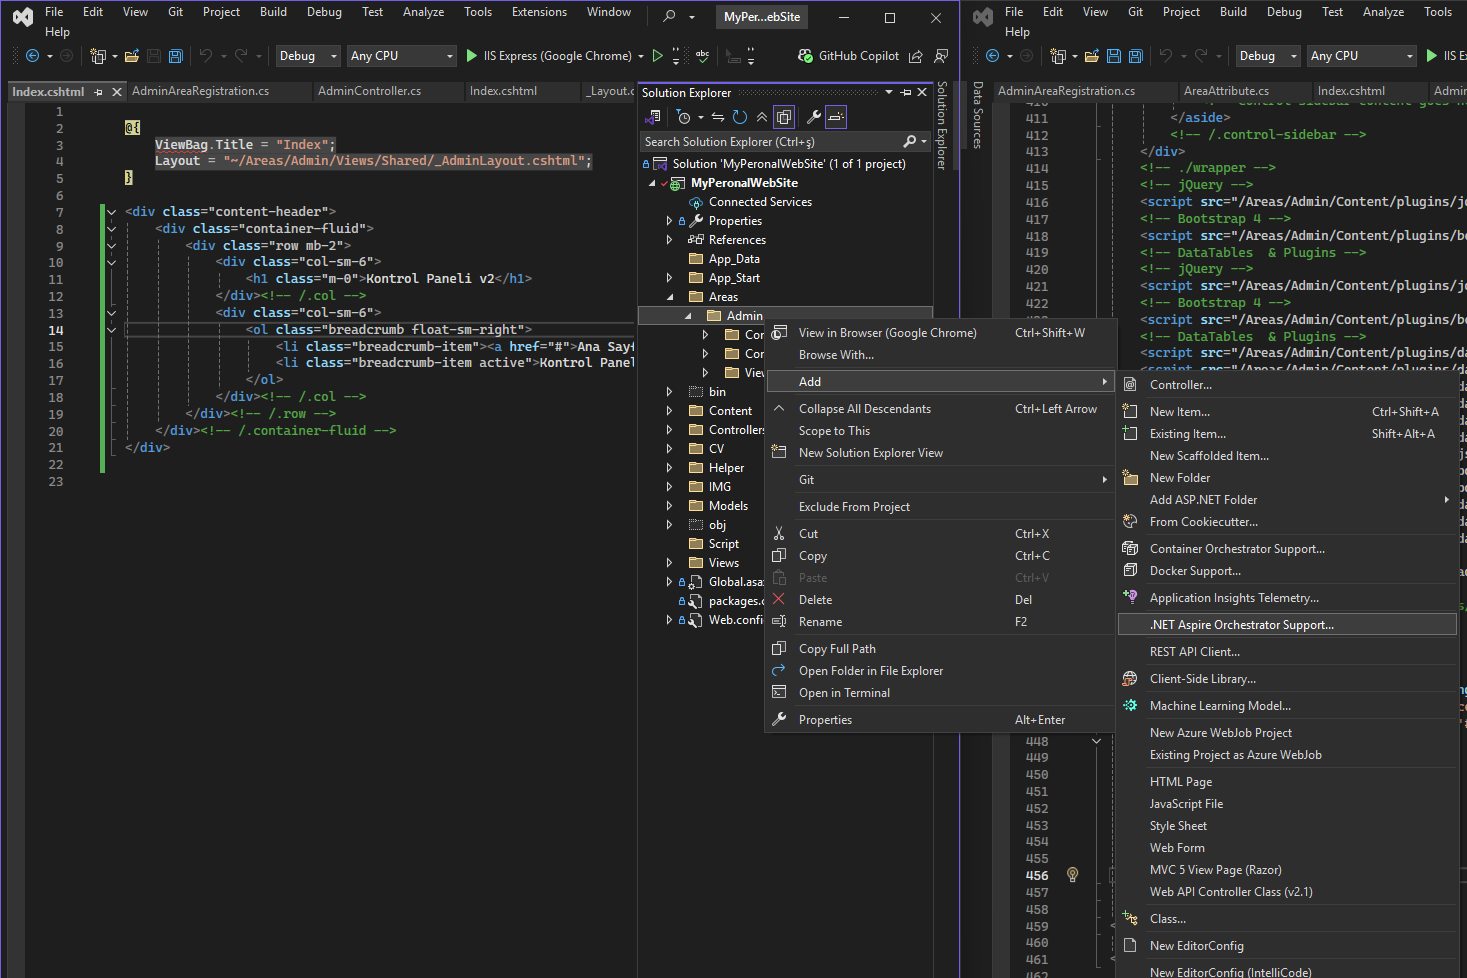 File Edit View Git Project Build Debug Test Analyze Tools Extensions Window Help
MyPer...ebSite
Debug Any CPU IIS Express (Google Chrome) GitHub Copilot
Index.cshtml AdminAreaRegistration.cs AdminController.cs Index.cshtml _Layout.c
1
2 @{
3 ViewBag.Title = "Index";
4 Layout = "~/Areas/Admin/Views/Shared/_AdminLayout.cshtml";
5 }
6
7 <div class="content-header">
8 <div class="container-fluid">
9 <div class="row mb-2">
10 <div class="col-sm-6">
11 <h1 class="m-0">Kontrol Paneli v2</h1>
12 </div><!-- /.col -->
13 <div class="col-sm-6">
14 <ol class="breadcrumb float-sm-right">
15 <li class="breadcrumb-item"><a href="#">Ana Sayf
16 <li class="breadcrumb-item active">Kontrol Panel
17 </ol>
18 </div><!-- /.col -->
19 </div><!-- /.row -->
20 </div><!-- /.container-fluid -->
21 </div>
22
23
Solution Explorer
Search Solution Explorer (Ctrl+ş)
Solution 'MyPeronalWebSite' (1 of 1 project)
MyPeronalWebSite
Connected Services
Properties
References
App_Data
App_Start
Areas
Admin
Cor
Cor
View
bin
Content
Controllers
CV
Helper
IMG
Models
obj
Script
Views
Global.asax
packages.c
Web.config
Solution Explorer
View in Browser (Google Chrome) Ctrl+Shift+W
Browse With...
Add
Collapse All Descendants Ctrl+Left Arrow
Scope to This
New Solution Explorer View
Git
Exclude From Project
Cut Ctrl+X
Copy Ctrl+C
Paste Ctrl+V
Delete Del
Rename F2
Copy Full Path
Open Folder in File Explorer
Open in Terminal
Properties Alt+Enter
Controller...
New Item... Ctrl+Shift+A
Existing Item... Shift+Alt+A
New Scaffolded Item...
New Folder
Add ASP.NET Folder
From Cookiecutter...
Container Orchestrator Support...
Docker Support...
Application Insights Telemetry...
.NET Aspire Orchestrator Support...
REST API Client...
Client-Side Library...
Machine Learning Model...
New Azure WebJob Project
Existing Project as Azure WebJob
HTML Page
JavaScript File
Style Sheet
Web Form
MVC 5 View Page (Razor)
Web API Controller Class (v2.1)
Class...
New EditorConfig
New EditorConfig (IntelliCode)
File Edit View Git Project Build Debug Test Analyze Tools
Help
Debug Any CPU IIS E
Data Sources
AdminAreaRegistration.cs AreaAttribute.cs Index.cshtml Admin
411 </aside>
412 <!-- /.control-sidebar -->
413 </div>
414 <!-- ./wrapper -->
415 <!-- jQuery -->
416 <script src="/Areas/Admin/Content/plugins/jq
417 <!-- Bootstrap 4 -->
418 <script src="/Areas/Admin/Content/plugins/bo
419 <!-- DataTables & Plugins -->
420 <!-- jQuery -->
421 <script src="/Areas/Admin/Content/plugins/jq
422 <!-- Bootstrap 4 -->
<script src="/Areas/Admin/Content/plugins/bo
<!-- DataTables & Plugins -->
<script src="/Areas/Admin/Content/plugins/da
448
449
450
451
452
453
454
455
456
457
458
459
460
461
462